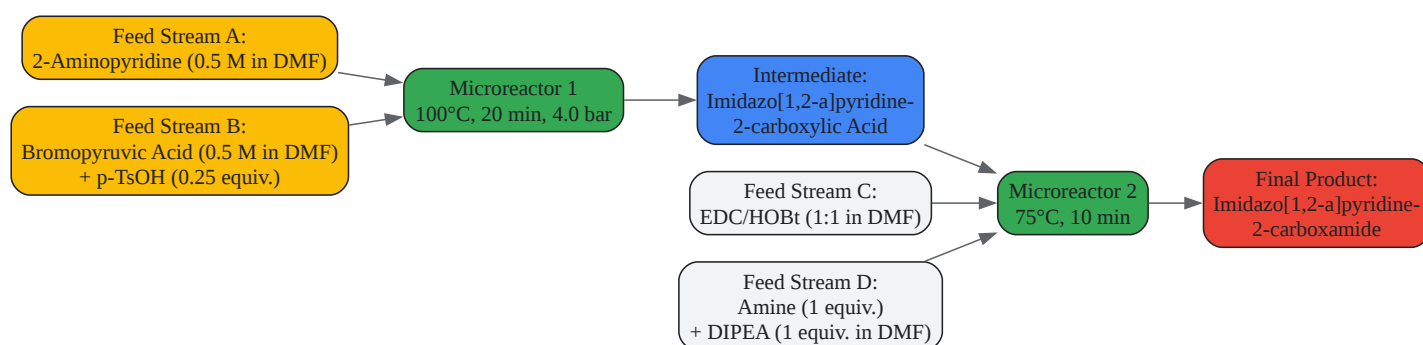 Feed Stream A:
2-Aminopyridine (0.5 M in DMF)
Feed Stream B:
Bromopyruvic Acid (0.5 M in DMF)
+ p-TsOH (0.25 equiv.)
Microreactor 1
100°C, 20 min, 4.0 bar
Intermediate:
Imidazo[1,2-a]pyridine-
2-carboxylic Acid
Feed Stream C:
EDC/HOBt (1:1 in DMF)
Feed Stream D:
Amine (1 equiv.)
+ DIPEA (1 equiv. in DMF)
Microreactor 2
75°C, 10 min
Final Product:
Imidazo[1,2-a]pyridine-
2-carboxamide